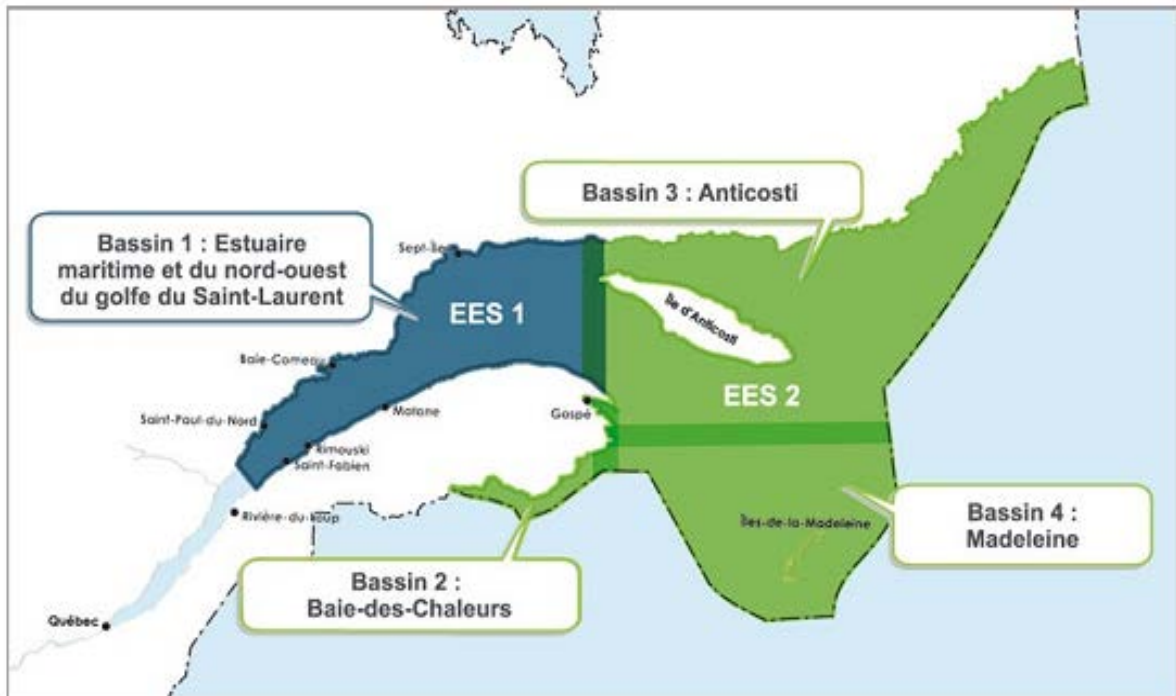 Bassin 3 : Anticosti
Bassin 1 : Estuaire
maritime et du nord-ouest
du golfe du Saint-Laurent
Sept-Îles
EES 1
Île d'Anticosti
Baie-Comeau
EES 2
Matane
Gaspé
Saint-Paul-du-Nord
Rimouski
Saint-Fabien
Rivière-du-Loup
Îles-de-la-Madeleine
Bassin 4 :
Madeleine
Bassin 2 :
Baie-des-Chaleurs
Québec